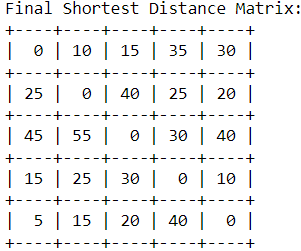 Final Shortest Distance Matrix:
+----+----+----+----+----+
|  0 | 10 | 15 | 35 | 30 |
+----+----+----+----+----+
| 25 |  0 | 40 | 25 | 20 |
+----+----+----+----+----+
| 45 | 55 |  0 | 30 | 40 |
+----+----+----+----+----+
| 15 | 25 | 30 |  0 | 10 |
+----+----+----+----+----+
|  5 | 15 | 20 | 40 |  0 |
+----+----+----+----+----+